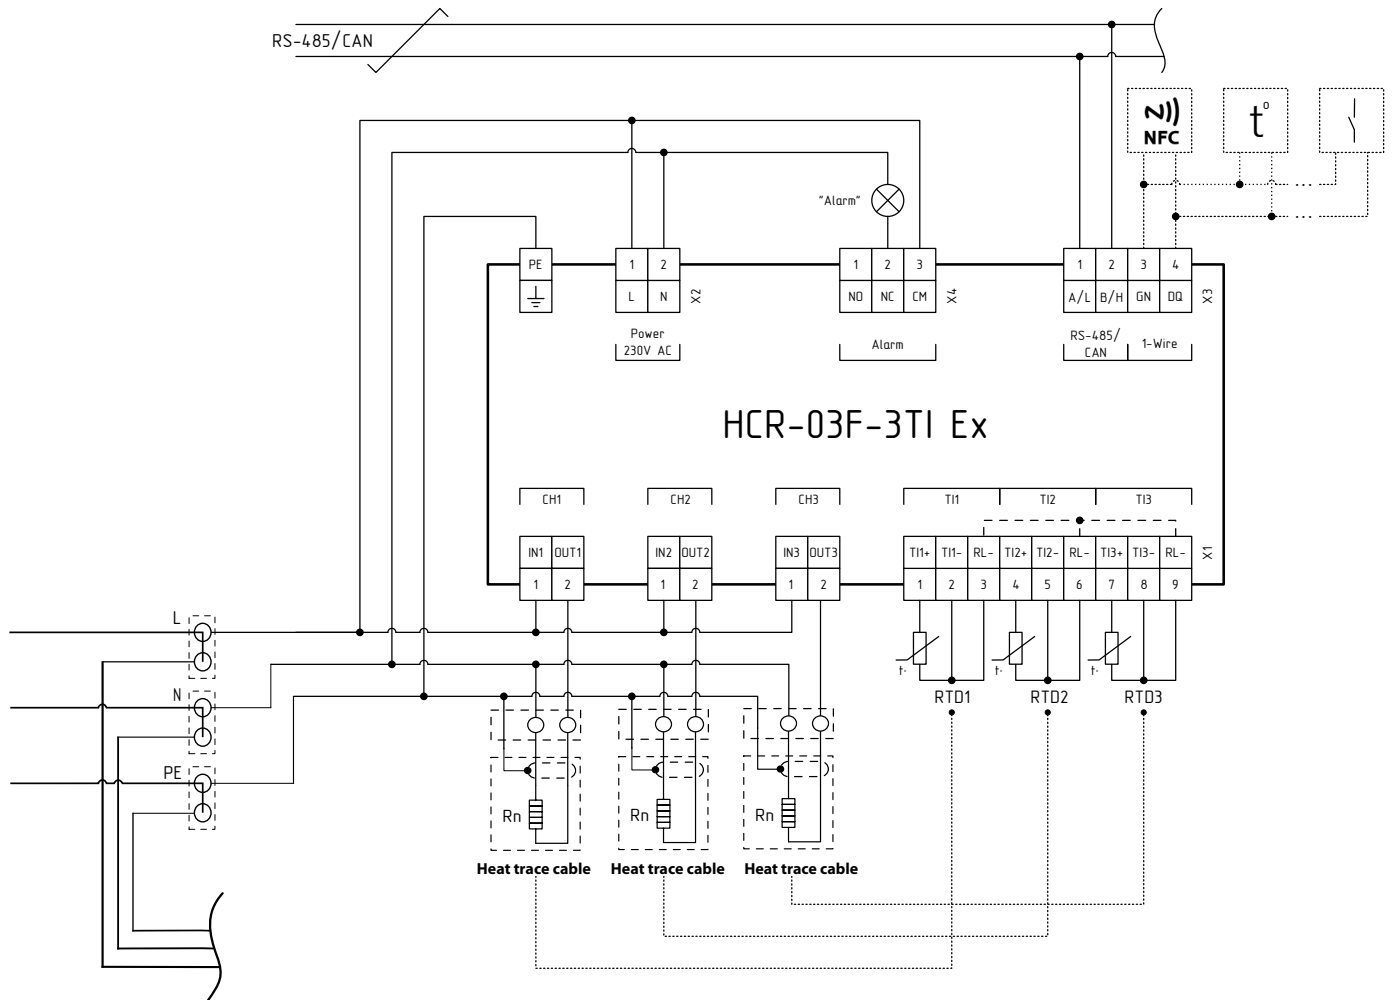 RS-485/CAN
NFC
t°
"Alarm"
PE
1 2
L N
X2
Power
230V AC
1 2 3
NO NC CM
X4
Alarm
1 2 3 4
A/L B/H GN DQ
X3
RS-485/
CAN
1-Wire
HCR-03F-3TI Ex
CH1 CH2 CH3 TI1 TI2 TI3
IN1 OUT1 IN2 OUT2 IN3 OUT3 TI1+ TI1- RL- TI2+ TI2- RL- TI3+ TI3- RL-
X1
1 2 1 2 1 2 1 2 3 4 5 6 7 8 9
L
t· t· t·
N
RTD1 RTD2 RTD3
PE
Rn Rn Rn
Heat trace cable Heat trace cable Heat trace cable